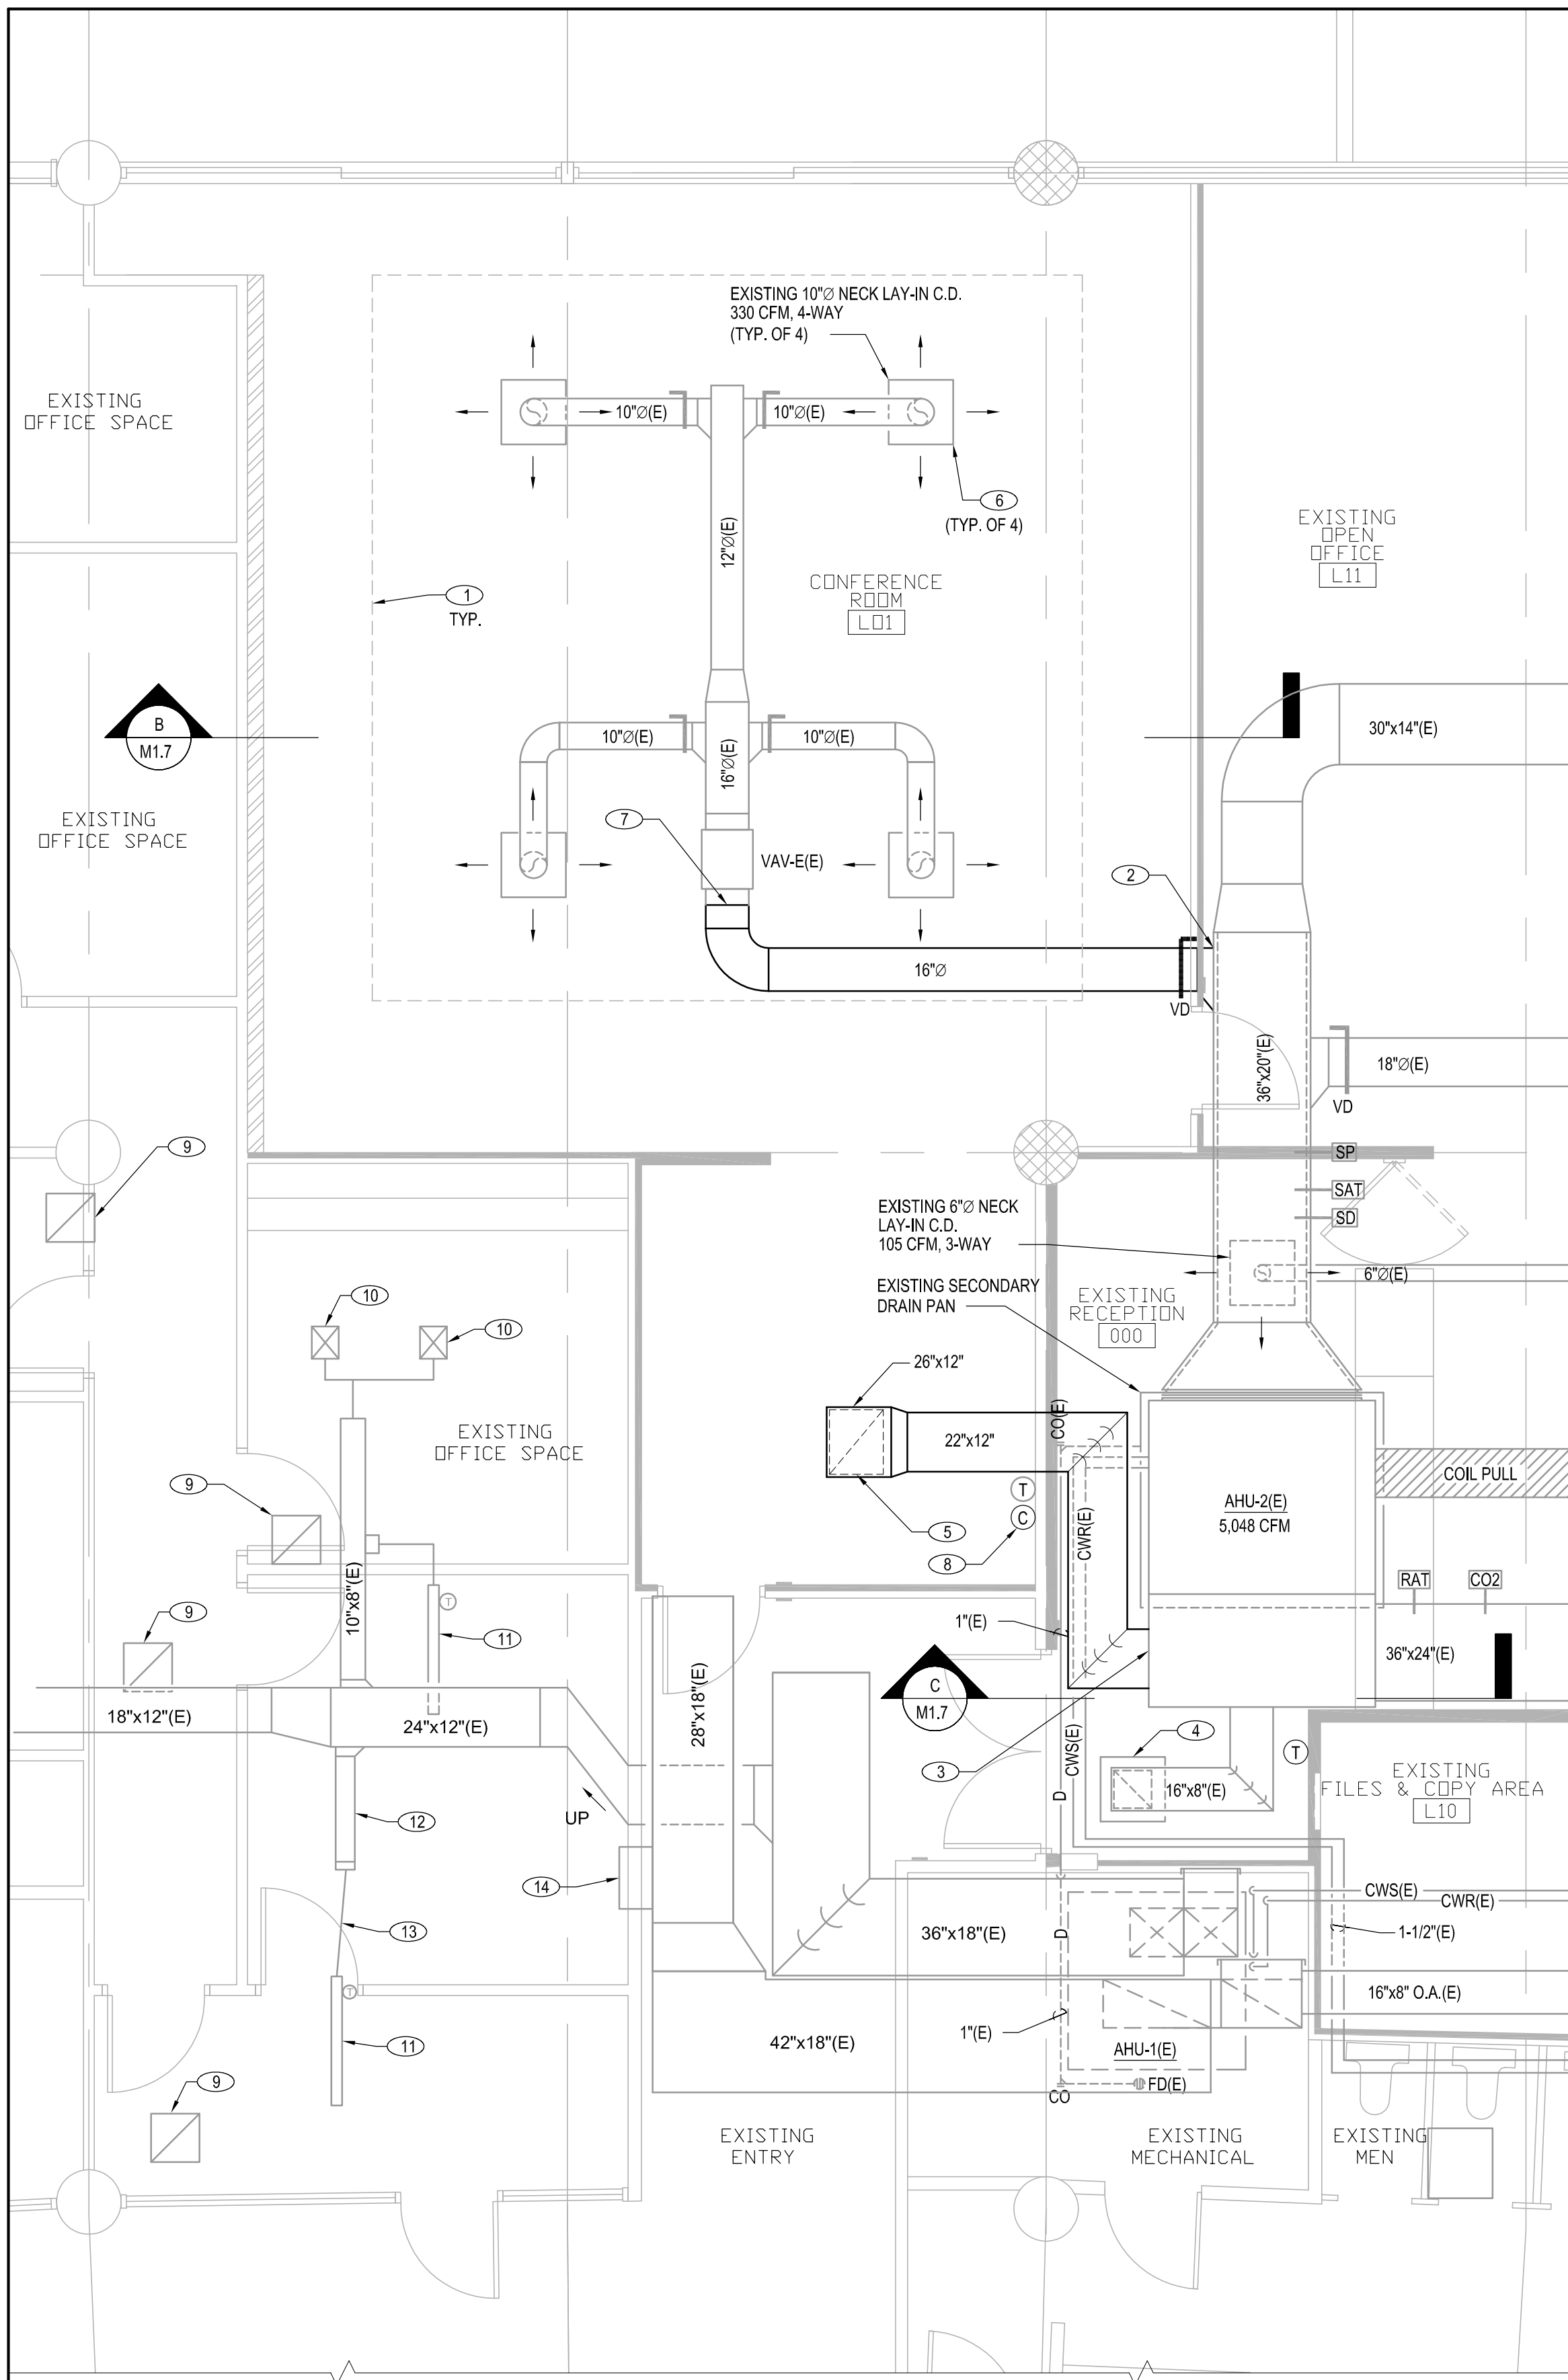 EXISTING 10"Ø NECK LAY-IN C.D.
330 CFM, 4-WAY
(TYP. OF 4)
EXISTING
OFFICE SPACE
10"Ø(E)
10"Ø(E)
6
(TYP. OF 4)
12"Ø(E)
EXISTING
OPEN
OFFICE
L11
CONFERENCE
ROOM
L01
1
TYP.
B
M1.7
10"Ø(E)
10"Ø(E)
16"Ø(E)
30"x14"(E)
EXISTING
OFFICE SPACE
7
VAV-E(E)
2
16"Ø
VD
36"x20"(E)
18"Ø(E)
VD
9
SP
SAT
SD
EXISTING 6"Ø NECK
LAY-IN C.D.
105 CFM, 3-WAY
6"Ø(E)
EXISTING SECONDARY
DRAIN PAN
EXISTING
RECEPTION
000
10
10
26"x12"
CO(E)
22"x12"
EXISTING
OFFICE SPACE
COIL PULL
9
T
C
AHU-2(E)
5,048 CFM
5
8
CWR(E)
10"x8"(E)
T
RAT
CO2
9
11
1"(E)
36"x24"(E)
28"x18"(E)
C
M1.7
18"x12"(E)
24"x12"(E)
CWS(E)
4
T
3
16"x8"(E)
EXISTING
FILES & COPY AREA
L10
D
UP
12
14
CWS(E)
CWR(E)
13
36"x18"(E)
D
1-1/2"(E)
T
16"x8" O.A.(E)
11
42"x18"(E)
1"(E)
AHU-1(E)
9
FD(E)
CO
EXISTING
ENTRY
EXISTING
MECHANICAL
EXISTING
MEN